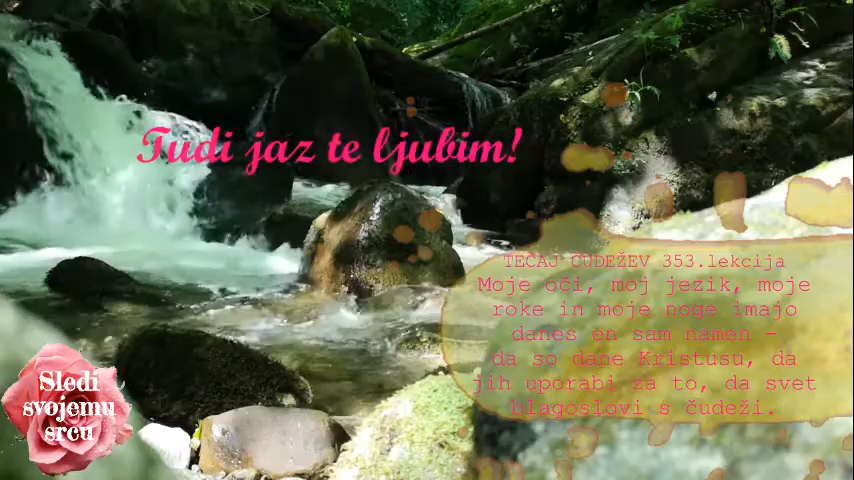 Tudi jaz te ljubim!
TEČAJ ČUDEŽEV 353.lekcija
Moje oči, moj jezik, moje
roke in moje noge imajo
danes en sam namen -
da so dane Kristusu, da
jih uporabi za to, da svet
blagoslovi s čudeži.
Sledi
svojemu
srcu